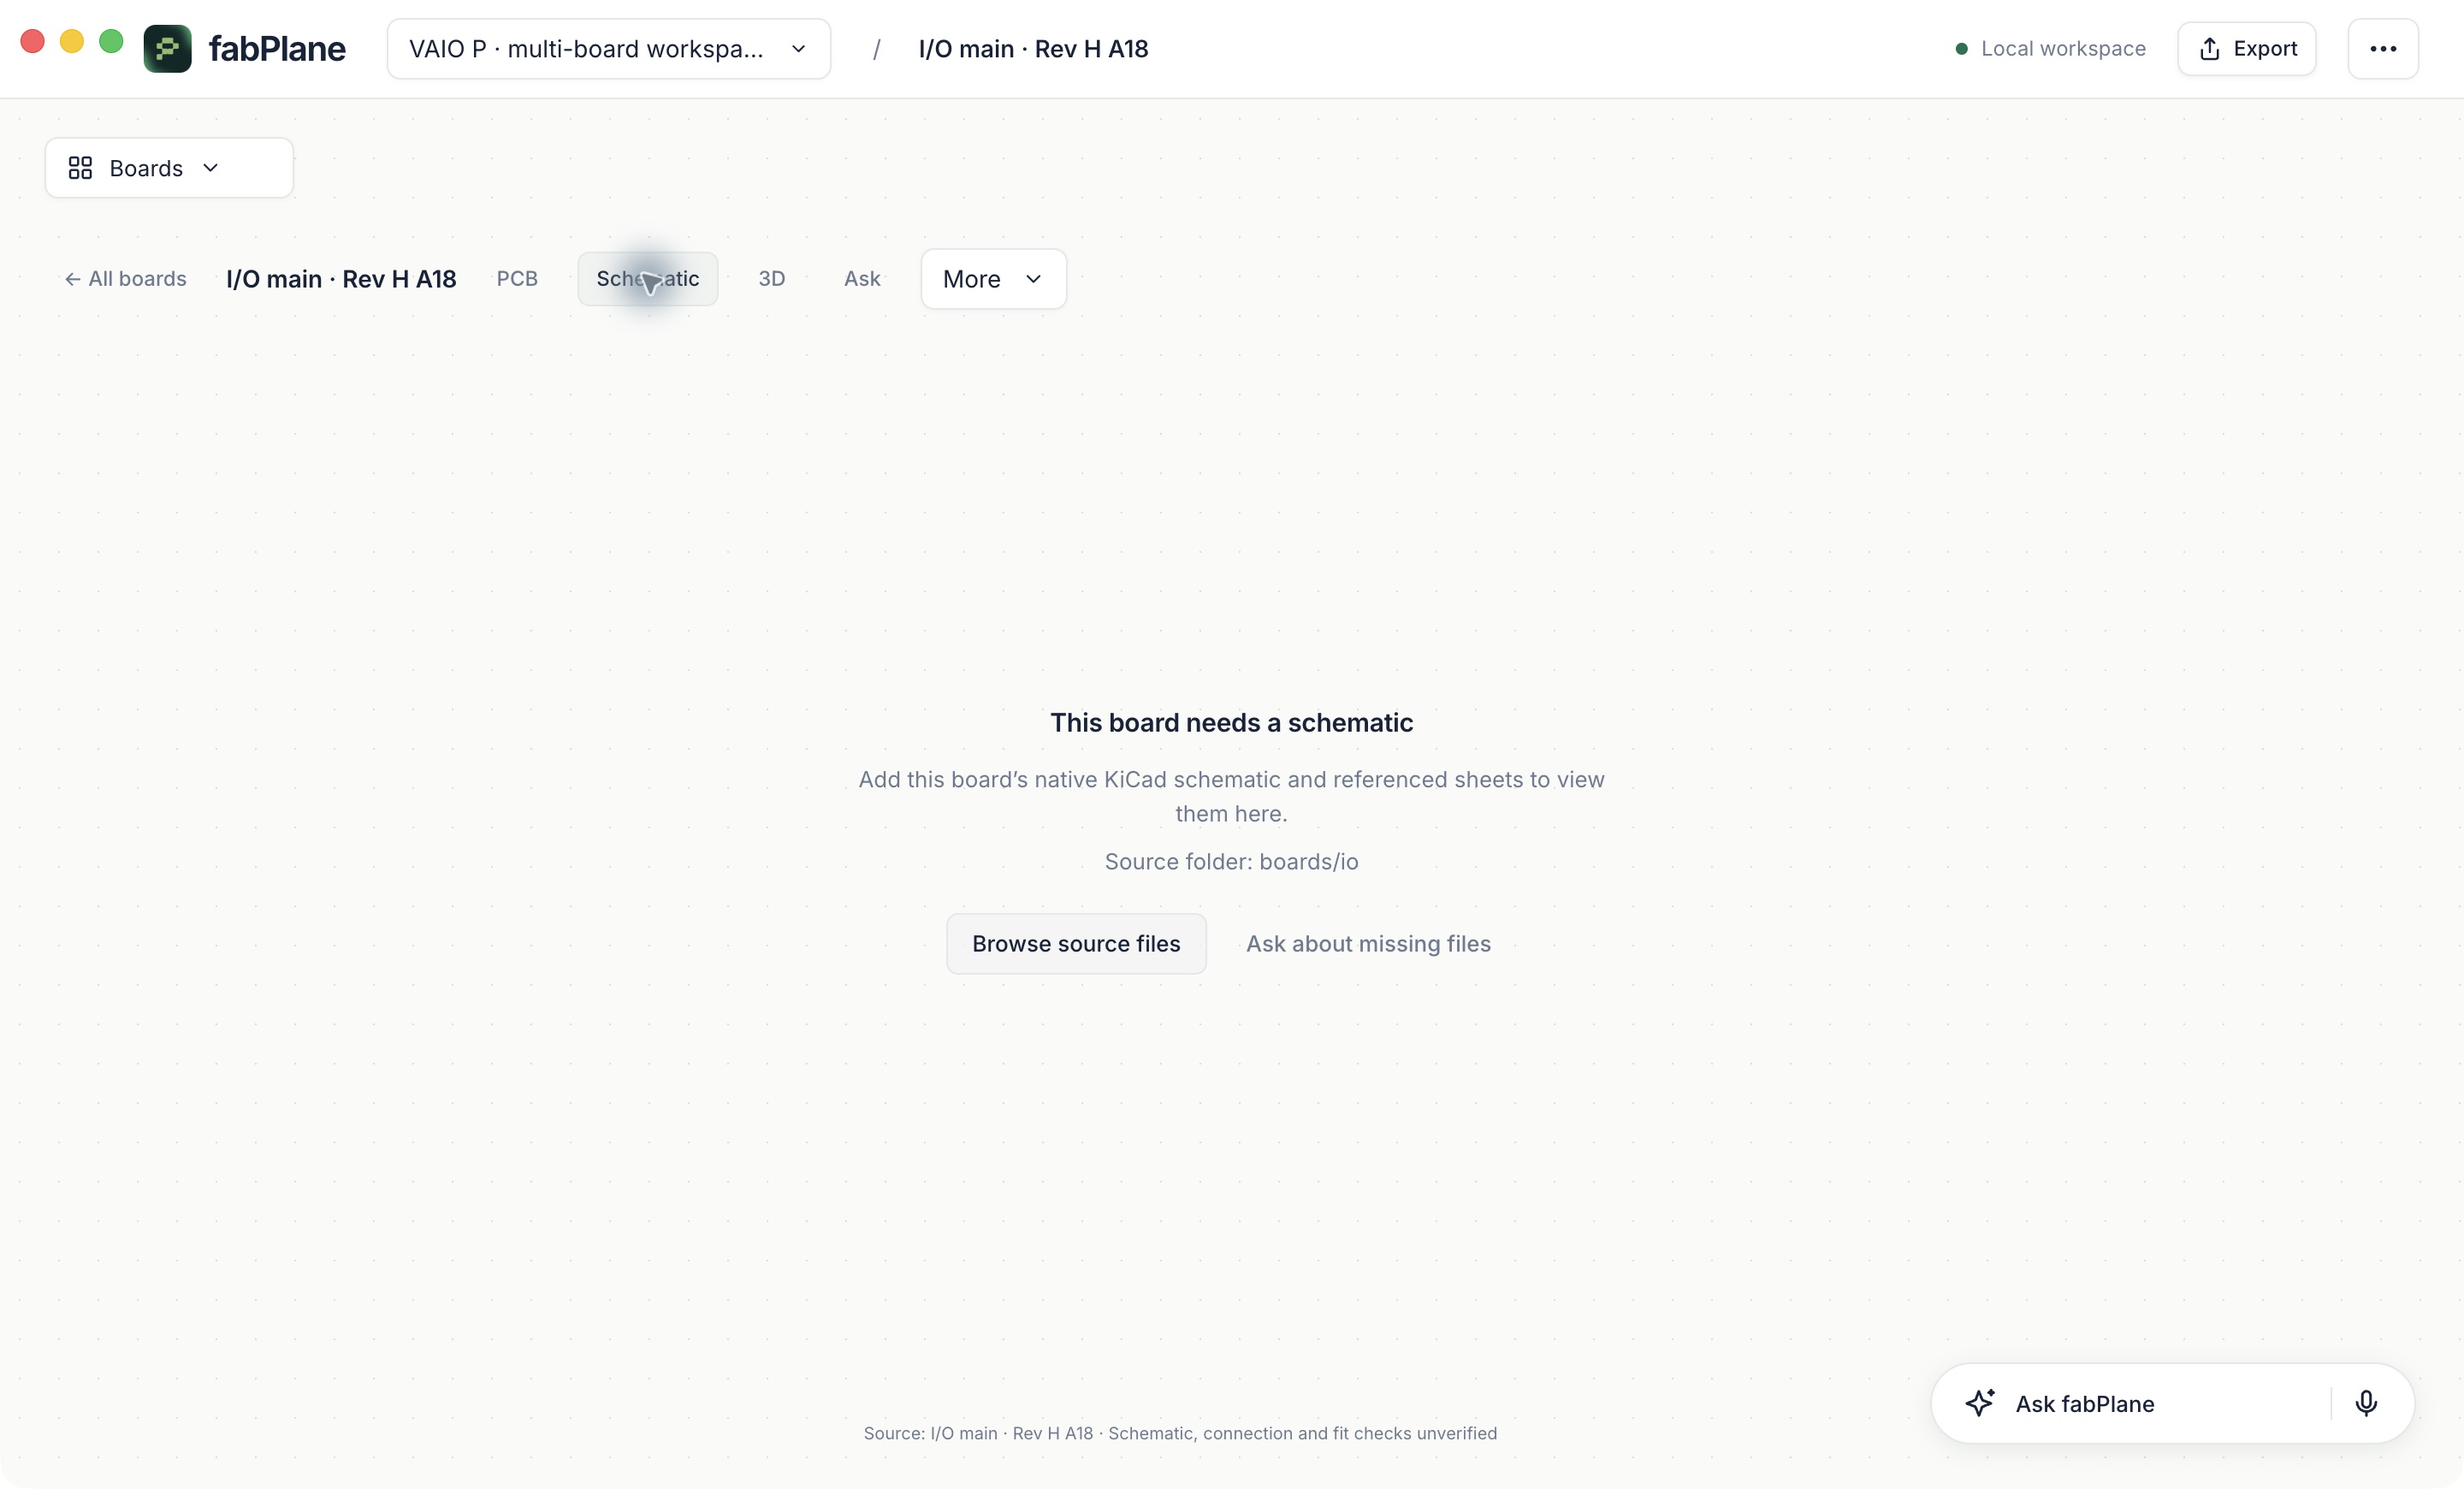 fabPlane
VAIO P · multi-board workspa...
/
I/O main · Rev H A18
Local workspace
Export
Boards
← All boards
I/O main · Rev H A18
PCB
Schematic
3D
Ask
More
This board needs a schematic
Add this board’s native KiCad schematic and referenced sheets to view
them here.
Source folder: boards/io
Browse source files
Ask about missing files
Ask fabPlane
Source: I/O main · Rev H A18 · Schematic, connection and fit checks unverified